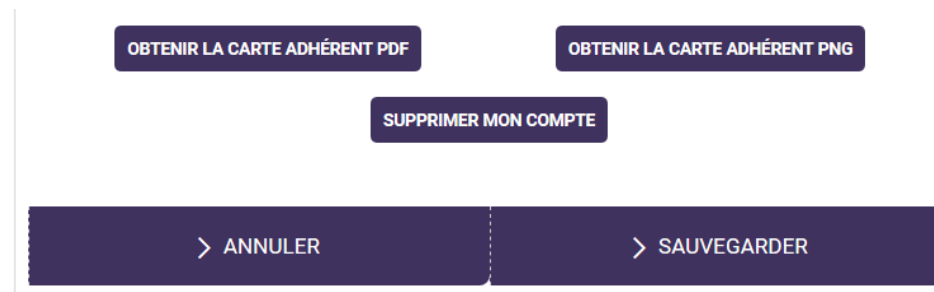 OBTENIR LA CARTE ADHÉRENT PDF
OBTENIR LA CARTE ADHÉRENT PNG
SUPPRIMER MON COMPTE
ANNULER
SAUVEGARDER